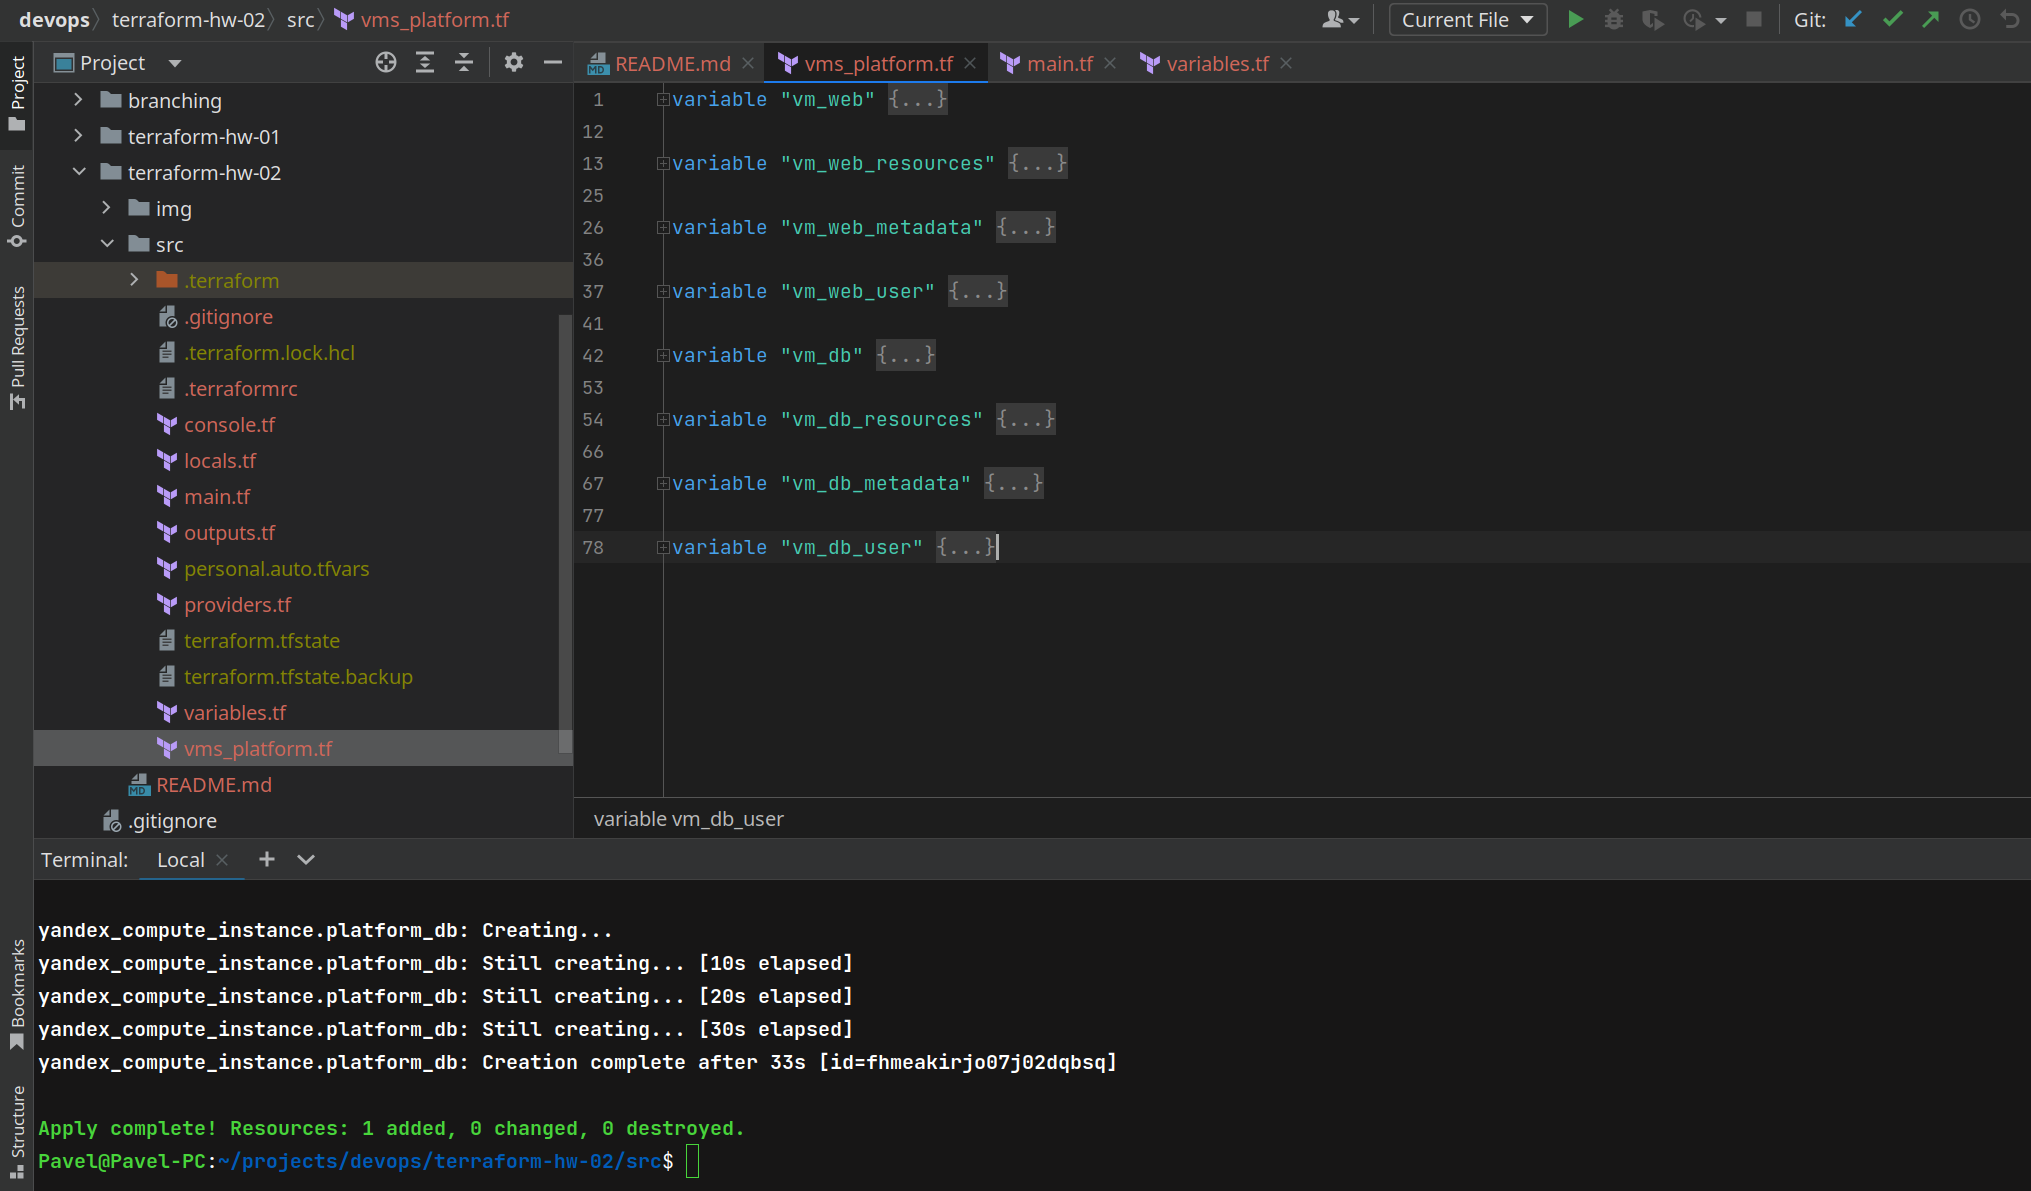 devops terraform-hw-02 src vms_platform.tf
Current File
Git:
Project
README.md
vms_platform.tf
main.tf
variables.tf
Project
Commit
Pull Requests
Bookmarks
Structure
branching
terraform-hw-01
terraform-hw-02
img
src
.terraform
.gitignore
.terraform.lock.hcl
.terraformrc
console.tf
locals.tf
main.tf
outputs.tf
personal.auto.tfvars
providers.tf
terraform.tfstate
terraform.tfstate.backup
variables.tf
vms_platform.tf
MD README.md
.gitignore
1 variable "vm_web" {...}
12
13 variable "vm_web_resources" {...}
25
26 variable "vm_web_metadata" {...}
36
37 variable "vm_web_user" {...}
41
42 variable "vm_db" {...}
53
54 variable "vm_db_resources" {...}
66
67 variable "vm_db_metadata" {...}
77
78 variable "vm_db_user" {...}
variable vm_db_user
Terminal: Local
yandex_compute_instance.platform_db: Creating...
yandex_compute_instance.platform_db: Still creating... [10s elapsed]
yandex_compute_instance.platform_db: Still creating... [20s elapsed]
yandex_compute_instance.platform_db: Still creating... [30s elapsed]
yandex_compute_instance.platform_db: Creation complete after 33s [id=fhmeakirjo07j02dqbsq]
Apply complete! Resources: 1 added, 0 changed, 0 destroyed.
Pavel@Pavel-PC:~/projects/devops/terraform-hw-02/src$